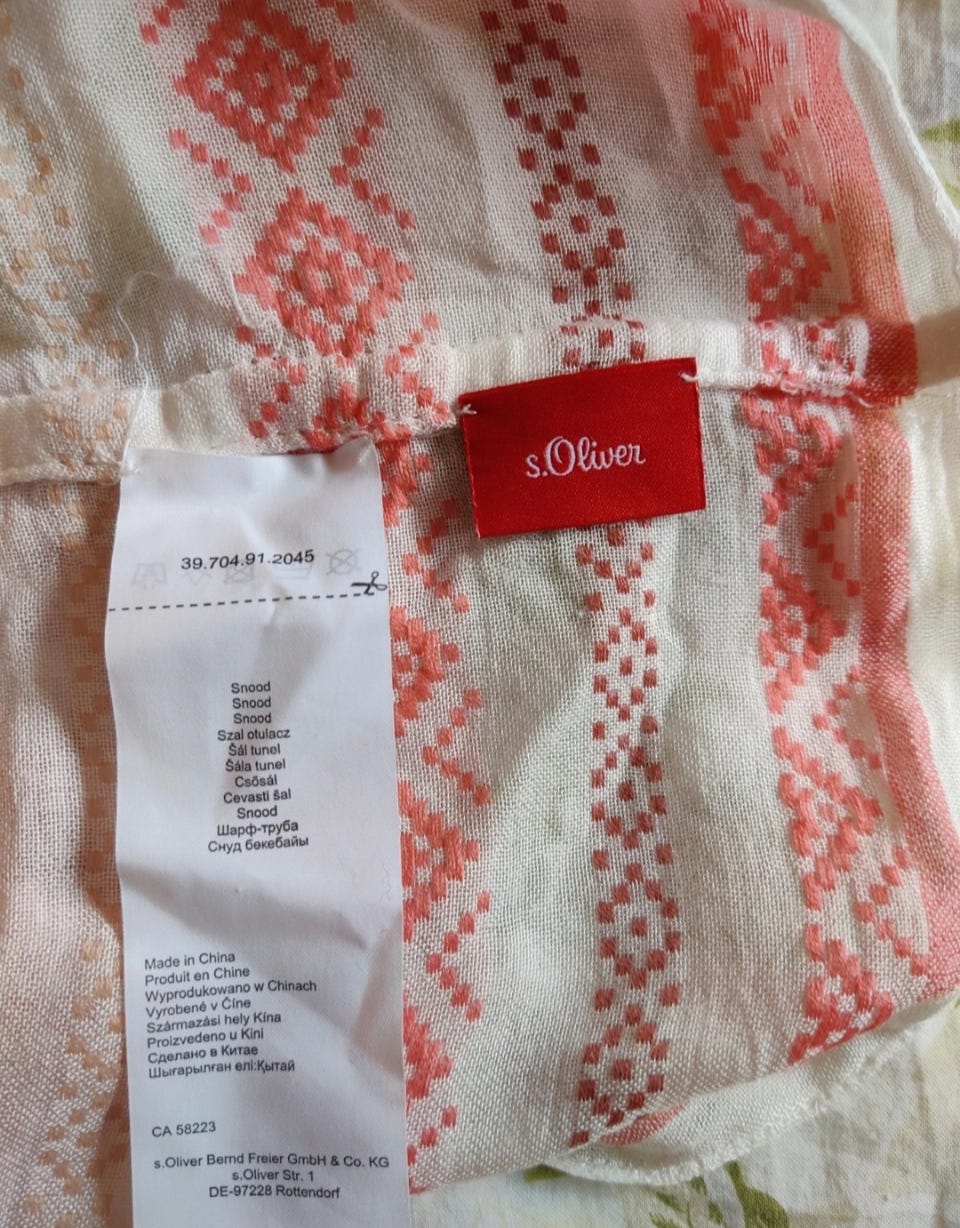 s.Oliver
39.704.91.2045
Snood
Snood
Snood
Szal otulacz
Šál tunel
Šála tunel
Csősál
Cevasti šal
Snood
Шарф-труба
Снуд бөкебайы
Made in China
Produit en Chine
Wyprodukowano w Chinach
Vyrobené v Číne
Származási hely Kína
Proizvedeno u Kini
Сделано в Китае
Шығарылған елі:Қытай
CA 58223
s.Oliver Bernd Freier GmbH & Co. KG
s.Oliver Str. 1
DE-97228 Rottendorf